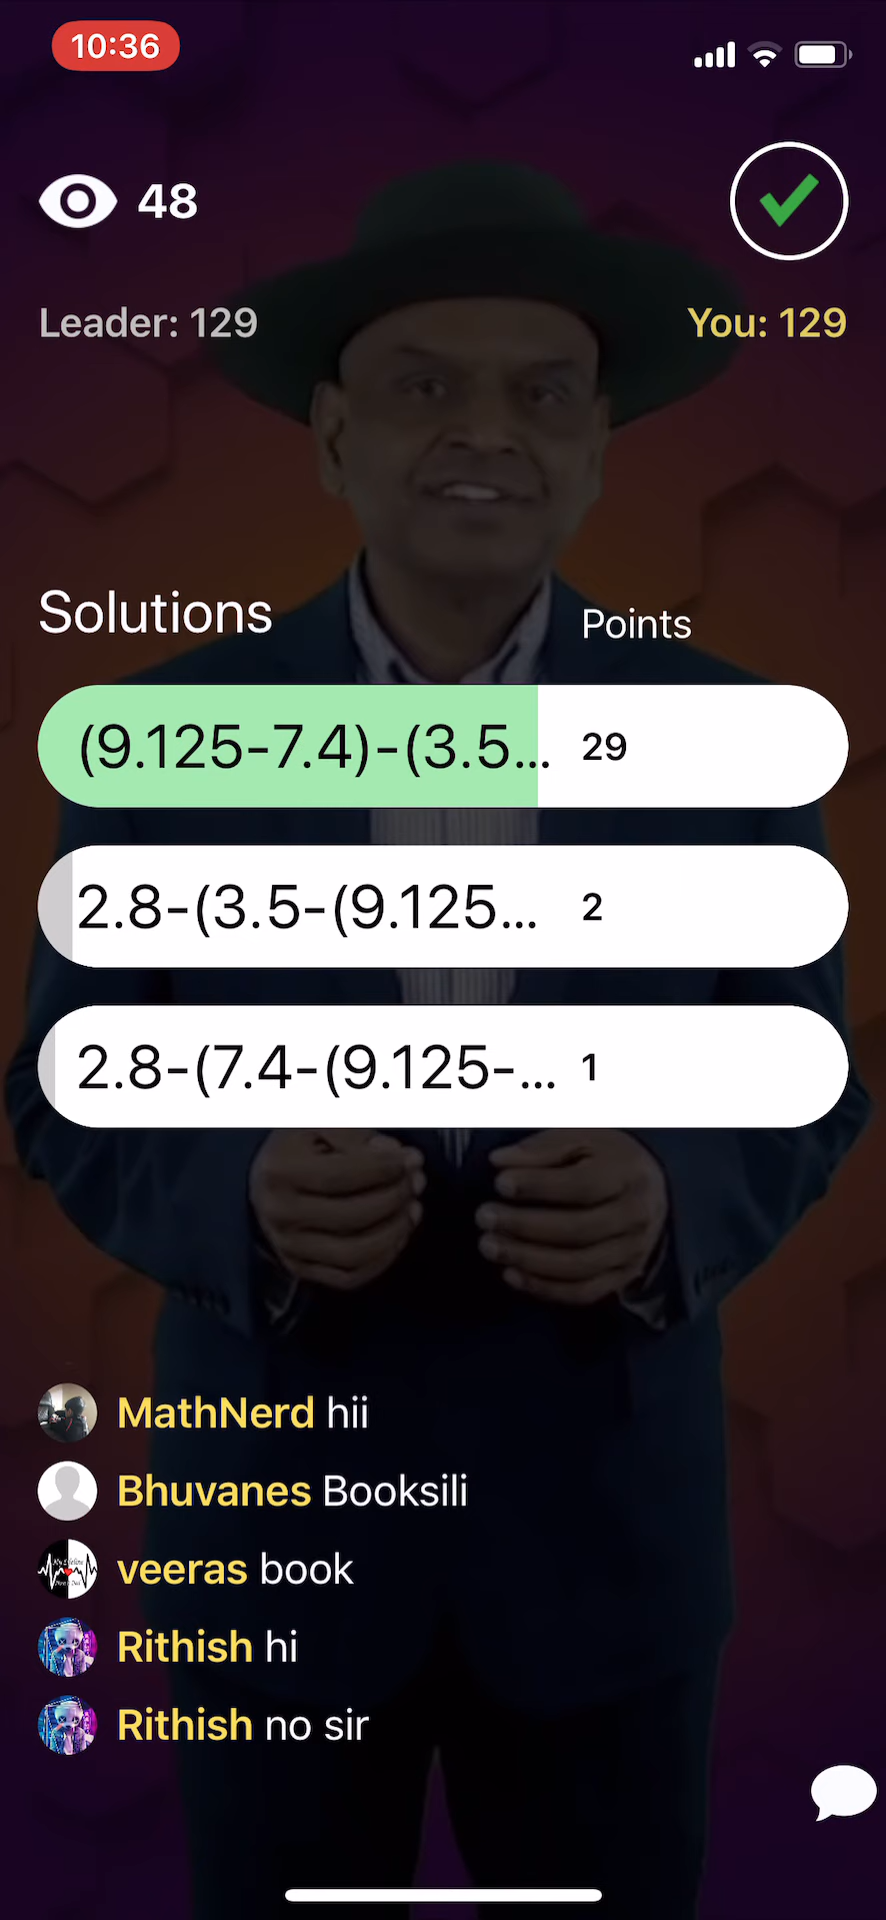 10:36
48
Leader: 129
You: 129
Solutions
Points
(9.125-7.4)-(3.5... 29
2.8-(3.5-(9.125... 2
2.8-(7.4-(9.125-... 1
MathNerd hii
Bhuvanes Booksili
veeras book
Rithish hi
Rithish no sir